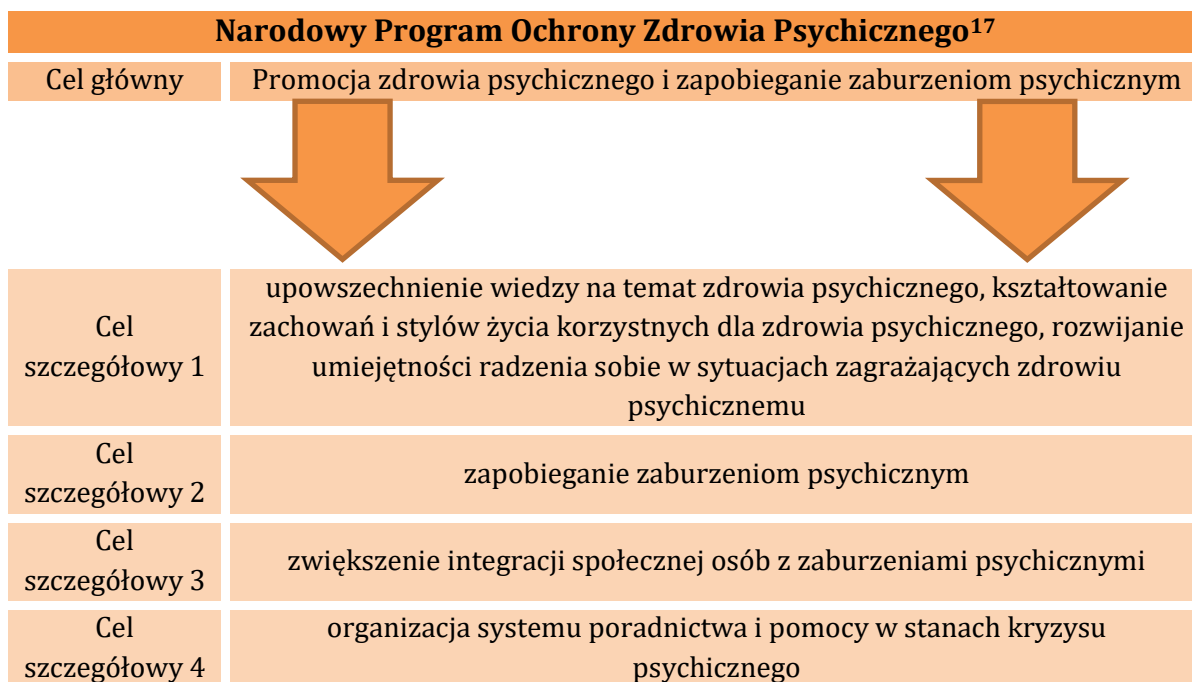 Narodowy Program Ochrony Zdrowia Psychicznego17
Cel główny
Promocja zdrowia psychicznego i zapobieganie zaburzeniom psychicznym
Cel
szczegółowy 1
upowszechnienie wiedzy na temat zdrowia psychicznego, kształtowanie
zachowań i stylów życia korzystnych dla zdrowia psychicznego, rozwijanie
umiejętności radzenia sobie w sytuacjach zagrażających zdrowiu
psychicznemu
Cel
szczegółowy 2
zapobieganie zaburzeniom psychicznym
Cel
szczegółowy 3
zwiększenie integracji społecznej osób z zaburzeniami psychicznymi
Cel
szczegółowy 4
organizacja systemu poradnictwa i pomocy w stanach kryzysu
psychicznego